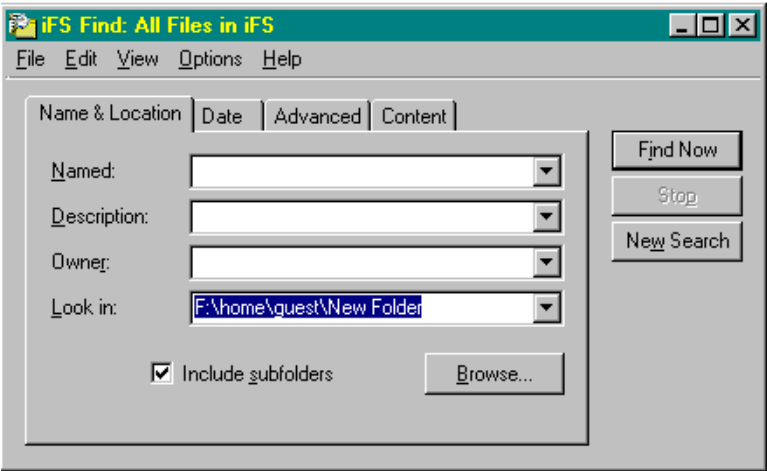 iFS Find: All Files in iFS
File Edit View Options Help
Name & Location Date Advanced Content
Named:
Find Now
Stop
Description:
New Search
Owner:
Look in: F:\home\guest\New Folder
Include subfolders Browse...